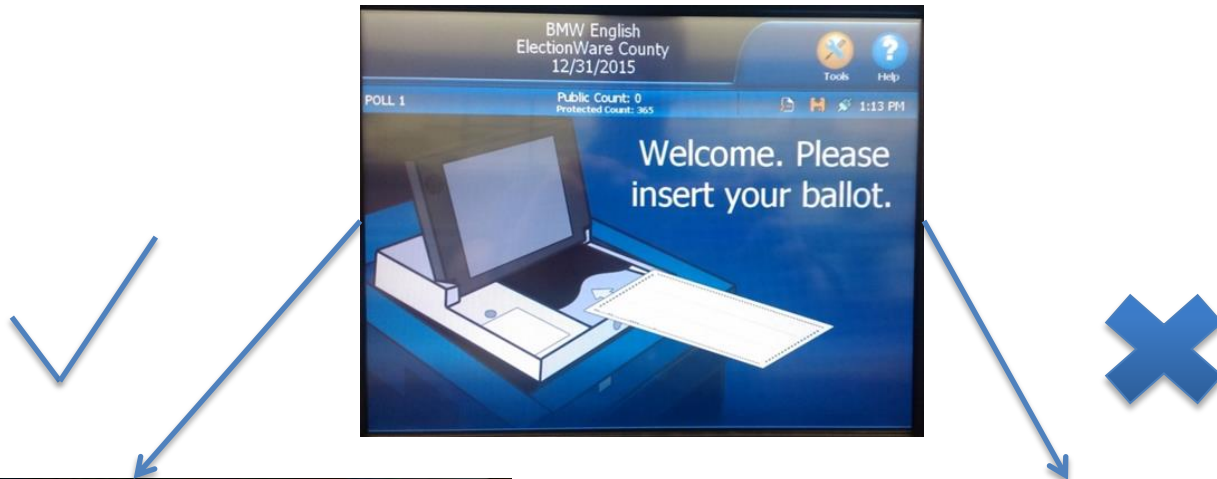 BMW English
ElectionWare County
12/31/2015
Tools
Help
POLL 1
Public Count: 0
Protected Count: 365
1:13 PM
Welcome. Please
insert your ballot.